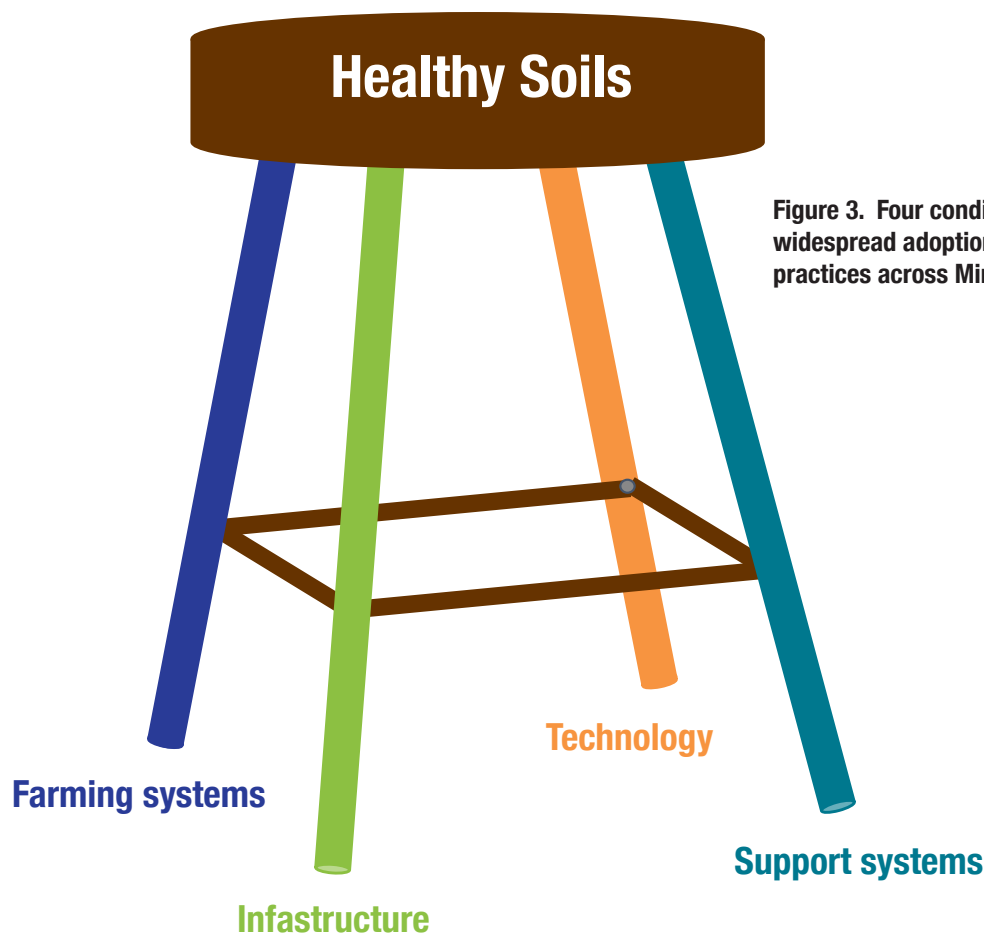 Healthy Soils
Figure 3. Four condi
widespread adoption
practices across Mi
Technology
Farming systems
Support systems
Infastructure